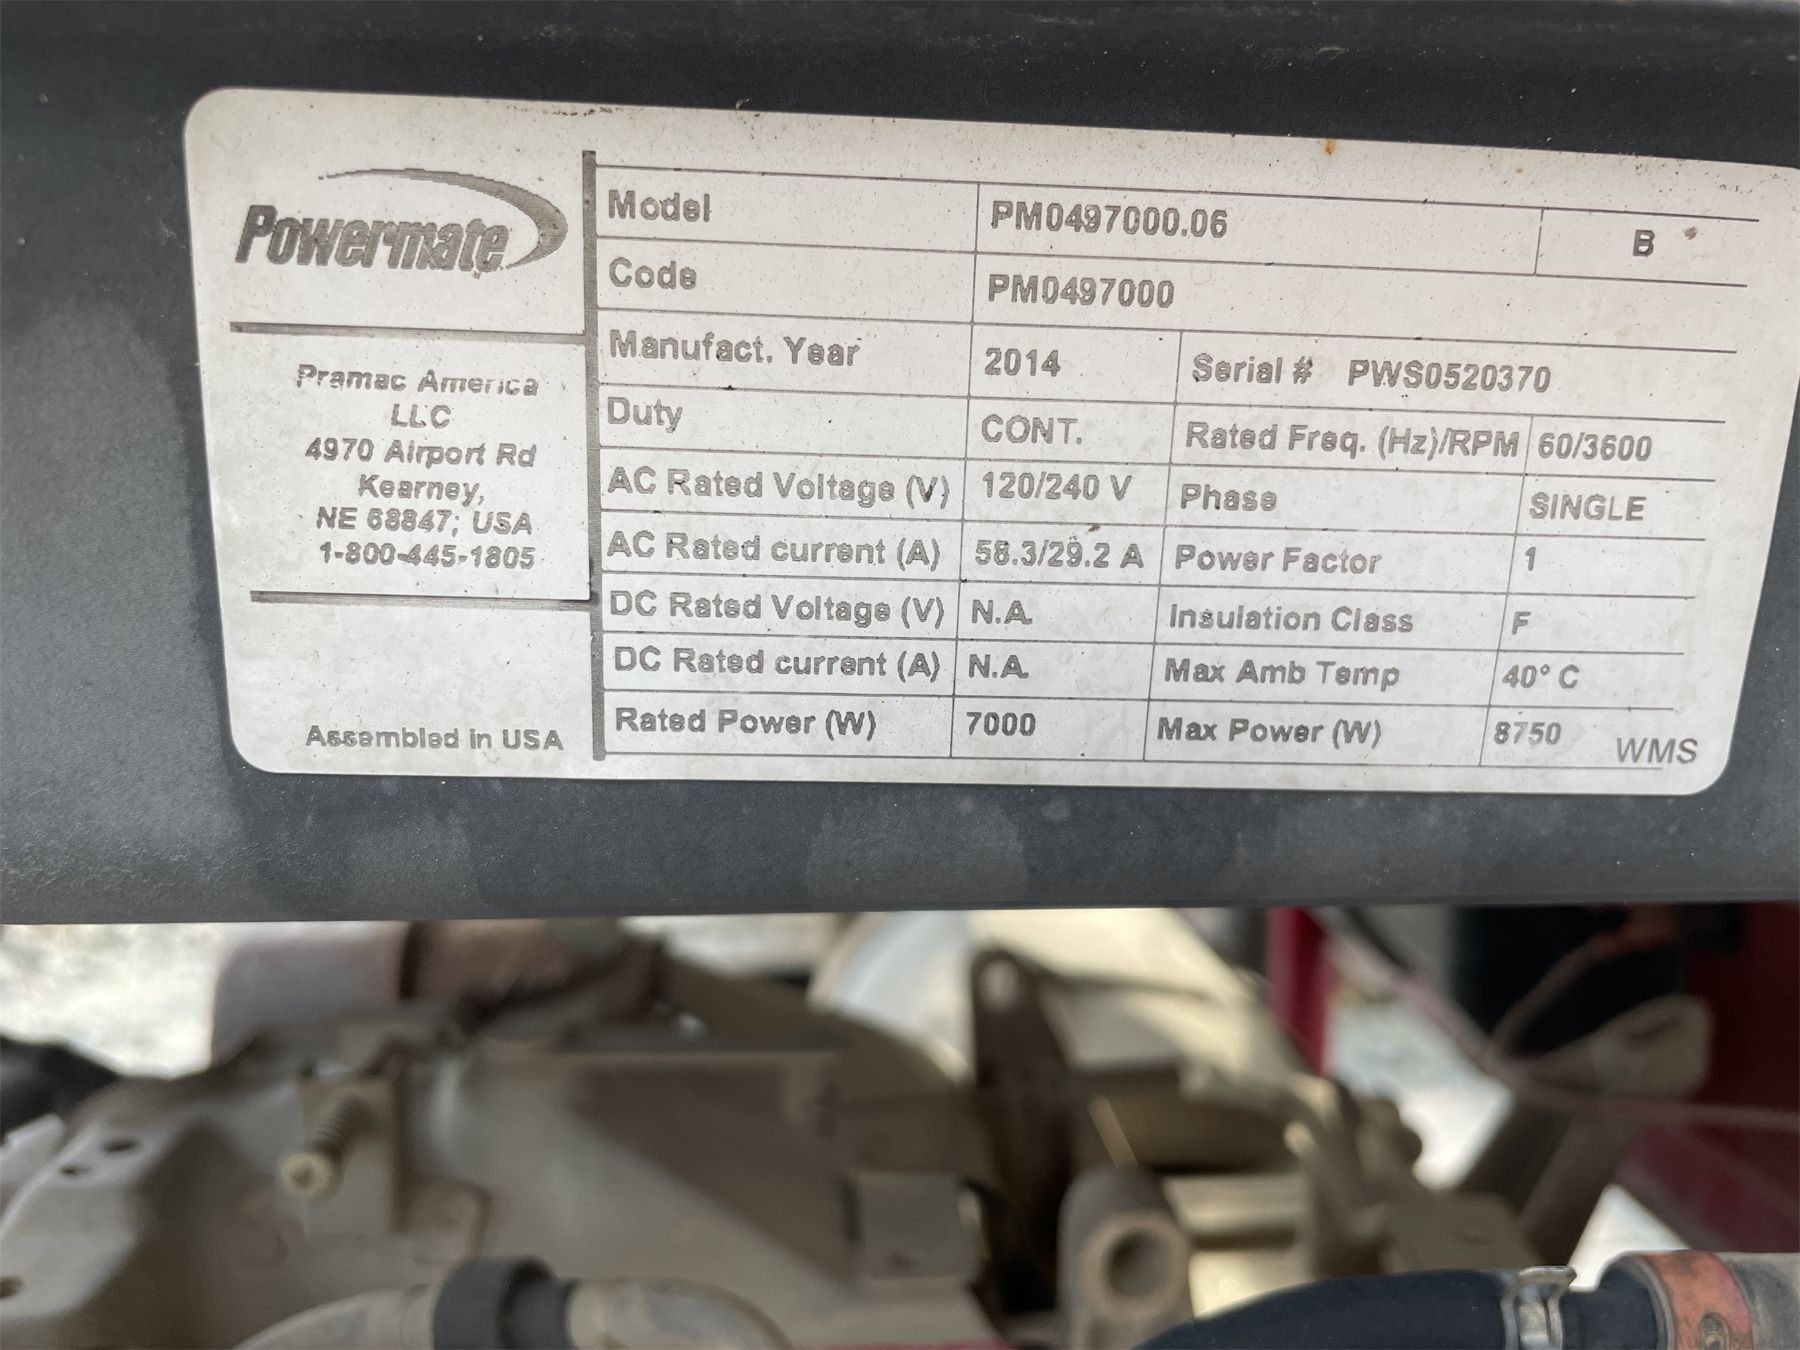 Powermate
Pramac America
LLC
4970 Airport Rd
Kearney,
NE 68847; USA
1-800-445-1805
Assembled in USA
Model PM0497000.06 B
Code PM0497000
Manufact. Year 2014 Serial # PWS0520370
Duty CONT. Rated Freq. (Hz)/RPM 60/3600
AC Rated Voltage (V) 120/240 V Phase SINGLE
AC Rated current (A) 58.3/29.2 A Power Factor 1
DC Rated Voltage (V) N.A. Insulation Class F
DC Rated current (A) N.A. Max Amb Temp 40° C
Rated Power (W) 7000 Max Power (W) 8750
WMS